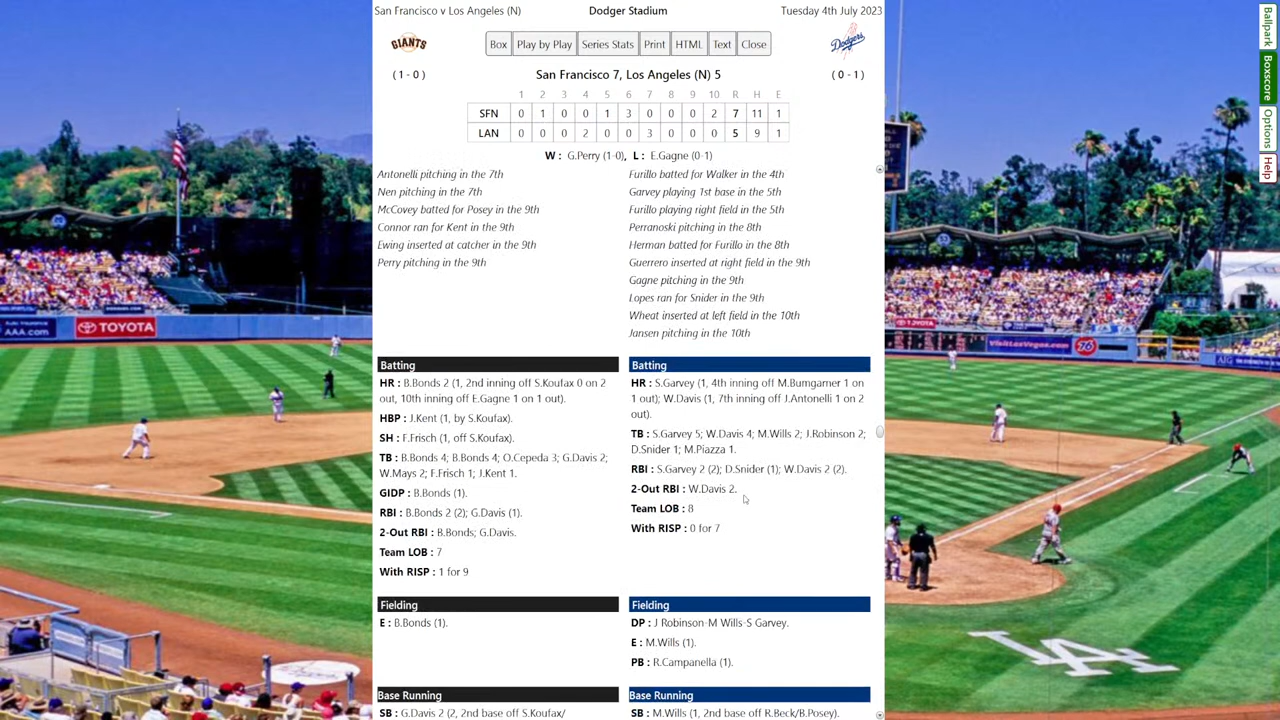 San Francisco v Los Angeles (N) Dodger Stadium Tuesday 4th July 2023
GIANTS Box Play by Play Series Stats Print HTML Text Close Dodgers
( 1 - 0 ) San Francisco 7, Los Angeles (N) 5 ( 0 - 1 )
1 2 3 4 5 6 7 8 9 10 R H E
SFN 0 1 0 0 1 3 0 0 0 2 7 11 1
LAN 0 0 0 2 0 0 3 0 0 0 5 9 1
W : G.Perry (1-0), L : E.Gagne (0-1)
Antonelli pitching in the 7th
Nen pitching in the 7th
McCovey batted for Posey in the 9th
Connor ran for Kent in the 9th
Ewing inserted at catcher in the 9th
Perry pitching in the 9th
Furillo batted for Walker in the 4th
Garvey playing 1st base in the 5th
Furillo playing right field in the 5th
Perranoski pitching in the 8th
Herman batted for Furillo in the 8th
Guerrero inserted at right field in the 9th
Gagne pitching in the 9th
Lopes ran for Snider in the 9th
Wheat inserted at left field in the 10th
Jansen pitching in the 10th
Batting
HR : B.Bonds 2 (1, 2nd inning off S.Koufax 0 on 2
out, 10th inning off E.Gagne 1 on 1 out).
HBP : J.Kent (1, by S.Koufax).
SH : F.Frisch (1, off S.Koufax).
TB : B.Bonds 4; B.Bonds 4; O.Cepeda 3; G.Davis 2;
W.Mays 2; F.Frisch 1; J.Kent 1.
GIDP : B.Bonds (1).
RBI : B.Bonds 2 (2); G.Davis (1).
2-Out RBI : B.Bonds; G.Davis.
Team LOB : 7
With RISP : 1 for 9
Batting
HR : S.Garvey (1, 4th inning off M.Bumgarner 1 on
1 out); W.Davis (1, 7th inning off J.Antonelli 1 on 2
out).
TB : S.Garvey 5; W.Davis 4; M.Wills 2; J.Robinson 2;
D.Snider 1; M.Piazza 1.
RBI : S.Garvey 2 (2); D.Snider (1); W.Davis 2 (2).
2-Out RBI : W.Davis 2.
Team LOB : 8
With RISP : 0 for 7
Fielding
E : B.Bonds (1).
Fielding
DP : J Robinson-M Wills-S Garvey.
E : M.Wills (1).
PB : R.Campanella (1).
Base Running
SB : G.Davis 2 (2, 2nd base off S.Koufax/
Base Running
SB : M.Wills (1, 2nd base off R.Beck/B.Posey).
Ballpark
Boxscore
Options
Help
AAA.com
TOYOTA
VisitLasVegas.com
76
LA